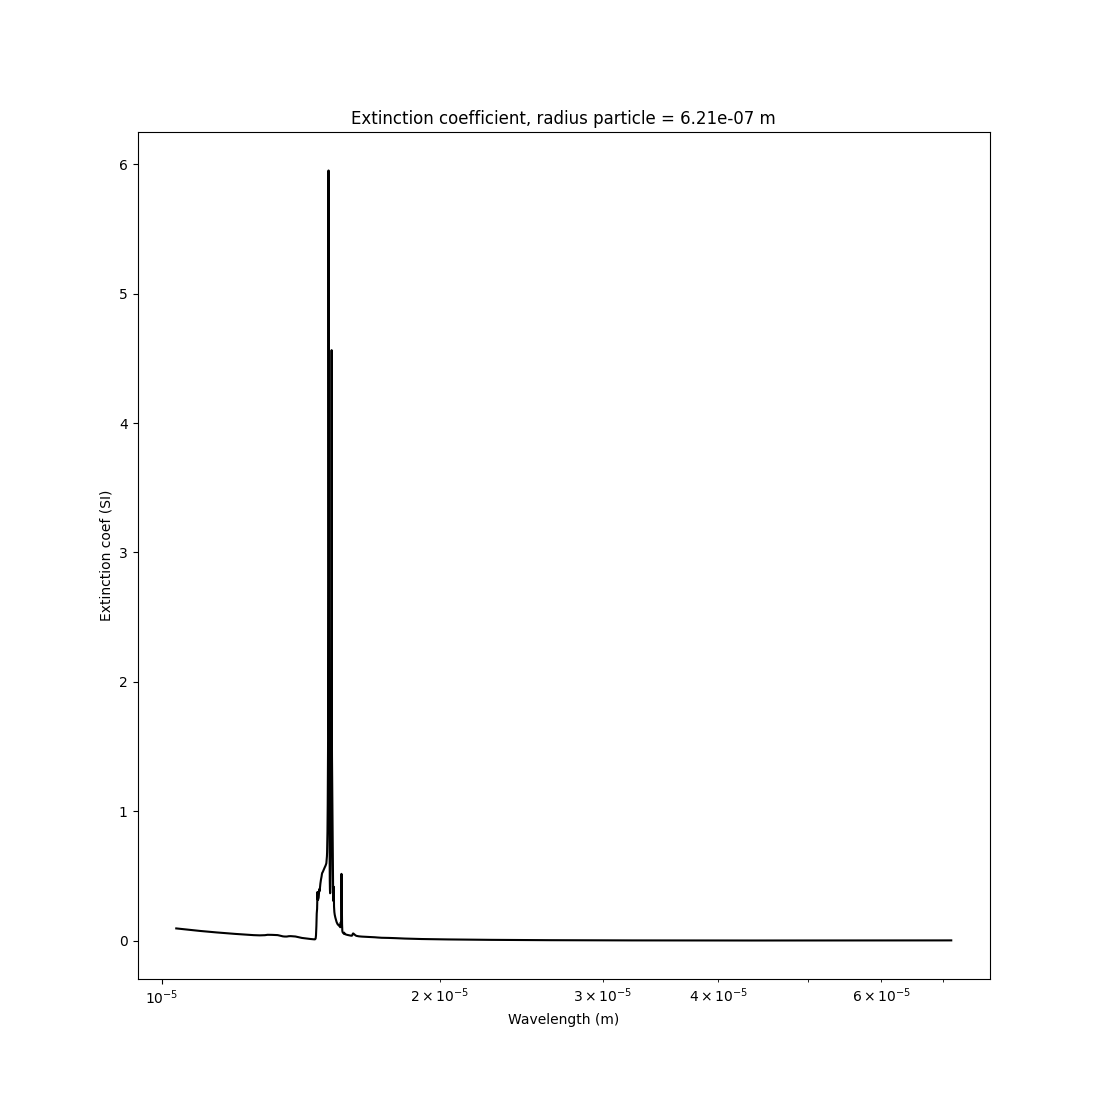 Extinction coefficient, radius particle = 6.21e-07 m
6
5
4
3
2
1
0
Extinction coef (SI)
10⁻⁵
2 × 10⁻⁵
3 × 10⁻⁵
4 × 10⁻⁵
6 × 10⁻⁵
Wavelength (m)